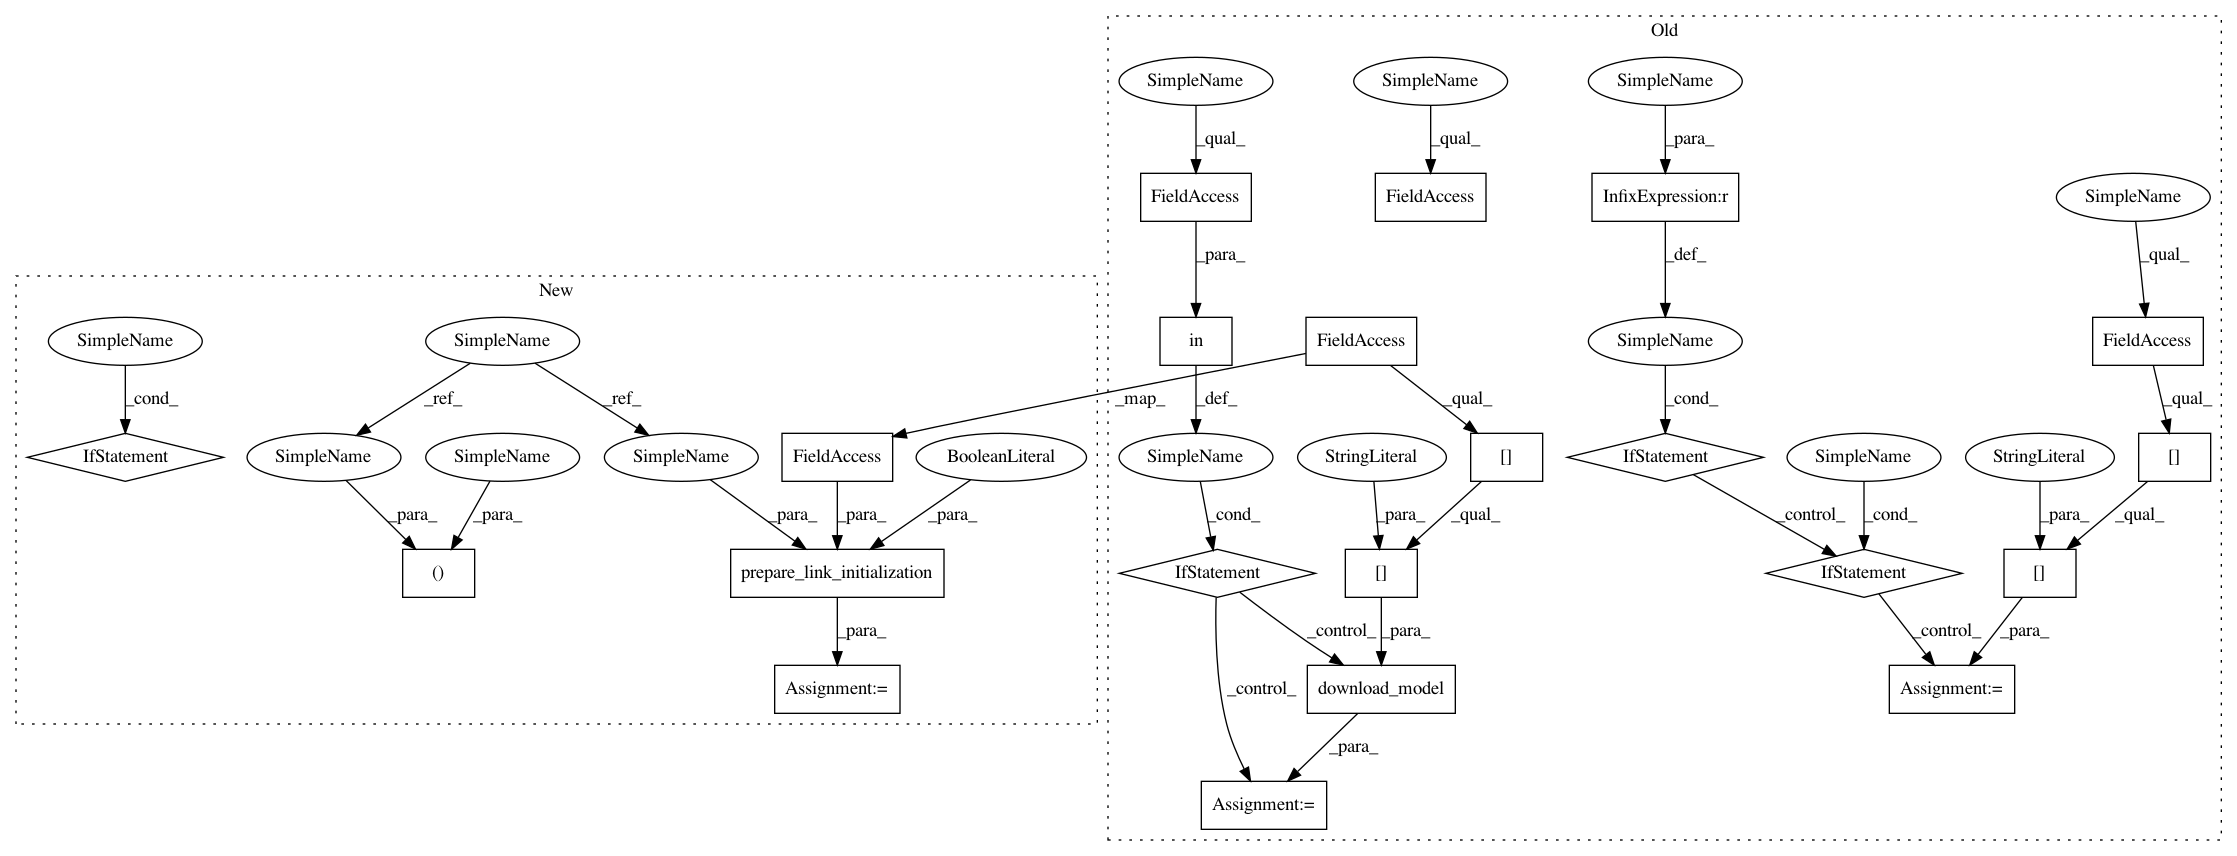 Old
SimpleName
SimpleName
SimpleName
_qual_
_qual_
_para_
FieldAccess
FieldAccess
InfixExpression:r
SimpleName
_para_
_def_
_qual_
New
SimpleName
SimpleName
in
FieldAccess
SimpleName
FieldAccess
_cond_
_ref_
_ref_
_map_
_def_
_qual_
_cond_
_qual_
IfStatement
SimpleName
SimpleName
SimpleName
FieldAccess
BooleanLiteral
SimpleName
StringLiteral
[]
IfStatement
SimpleName
StringLiteral
[]
_para_
_para_
_para_
_para_
_para_
_cond_
_para_
_qual_
_control_
_cond_
_para_
_qual_
()
prepare_link_initialization
IfStatement
[]
IfStatement
[]
_para_
_control_
_para_
_control_
_para_
Assignment:=
_control_
download_model
Assignment:=
_para_
Assignment:=